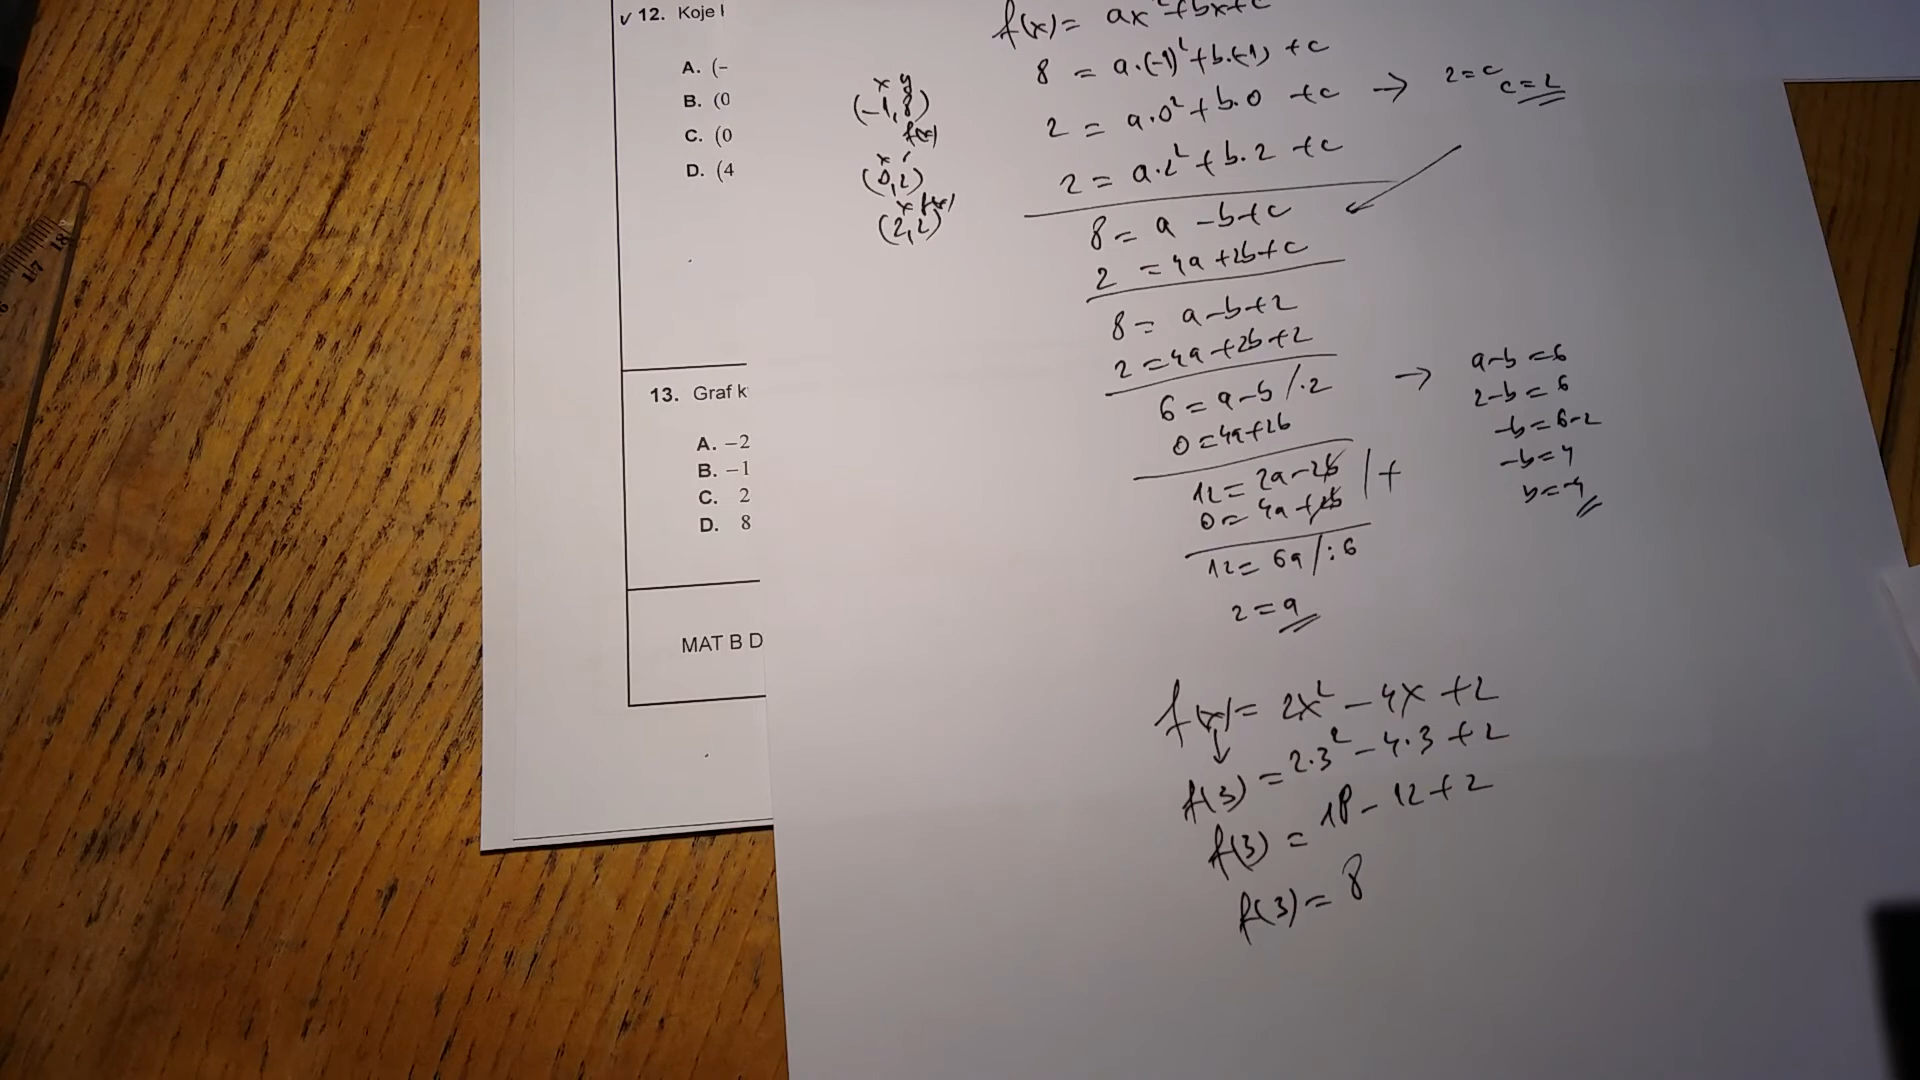 ✓ 12. Koje l
A. (-
B. (0
C. (0
D. (4
13. Graf k
A. −2
B. −1
C. 2
D. 8
MAT B D
18
17
x y
(-1,8)
f(x)
x
(0,2)
x f(x)
(2,2)
f(x)= ax²+bx+c
8 = a·(-1)²+b·(-1)+c
2 = a·0²+b·0+c → 2=c
c=2
2 = a·2²+b·2+c
8= a-b+c
2 =4a+2b+c
8= a-b+2
2=4a+2b+2
6=a-b/·2
0=4a+2b
12=2a-2b |+
0=4a+2b
12=6a/:6
2=a
→ a-b=6
2-b=6
-b=6-2
-b=4
b=-4
f(x)= 2x²-4x+2
↓
f(3)=2·3²-4·3+2
f(3)= 18-12+2
f(3)= 8